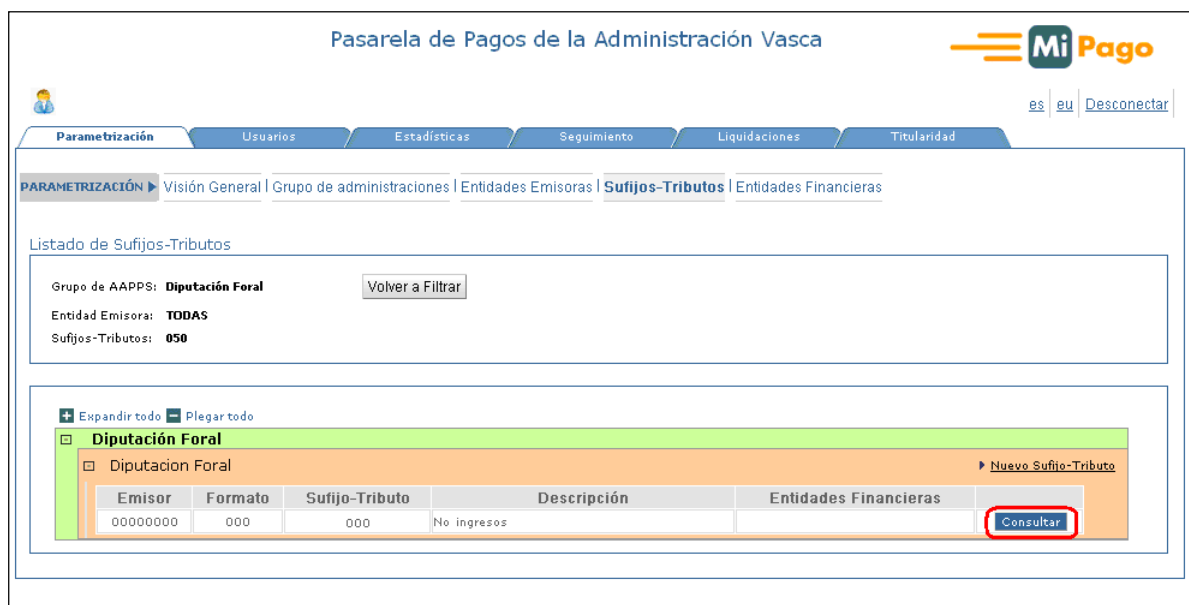 Pasarela de Pagos de la Administración Vasca
Mi Pago
es eu Desconectar
Parametrización Usuarios Estadísticas Seguimiento Liquidaciones Titularidad
PARAMETRIZACIÓN Visión General | Grupo de administraciones | Entidades Emisoras | Sufijos-Tributos | Entidades Financieras
Listado de Sufijos-Tributos
Grupo de AAPPS: Diputación Foral Volver a Filtrar
Entidad Emisora: TODAS
Sufijos-Tributos: 050
Expandir todo Plegar todo
Diputación Foral
Diputacion Foral Nuevo Sufijo-Tributo
Emisor Formato Sufijo-Tributo Descripción Entidades Financieras
00000000 000 000 No ingresos Consultar